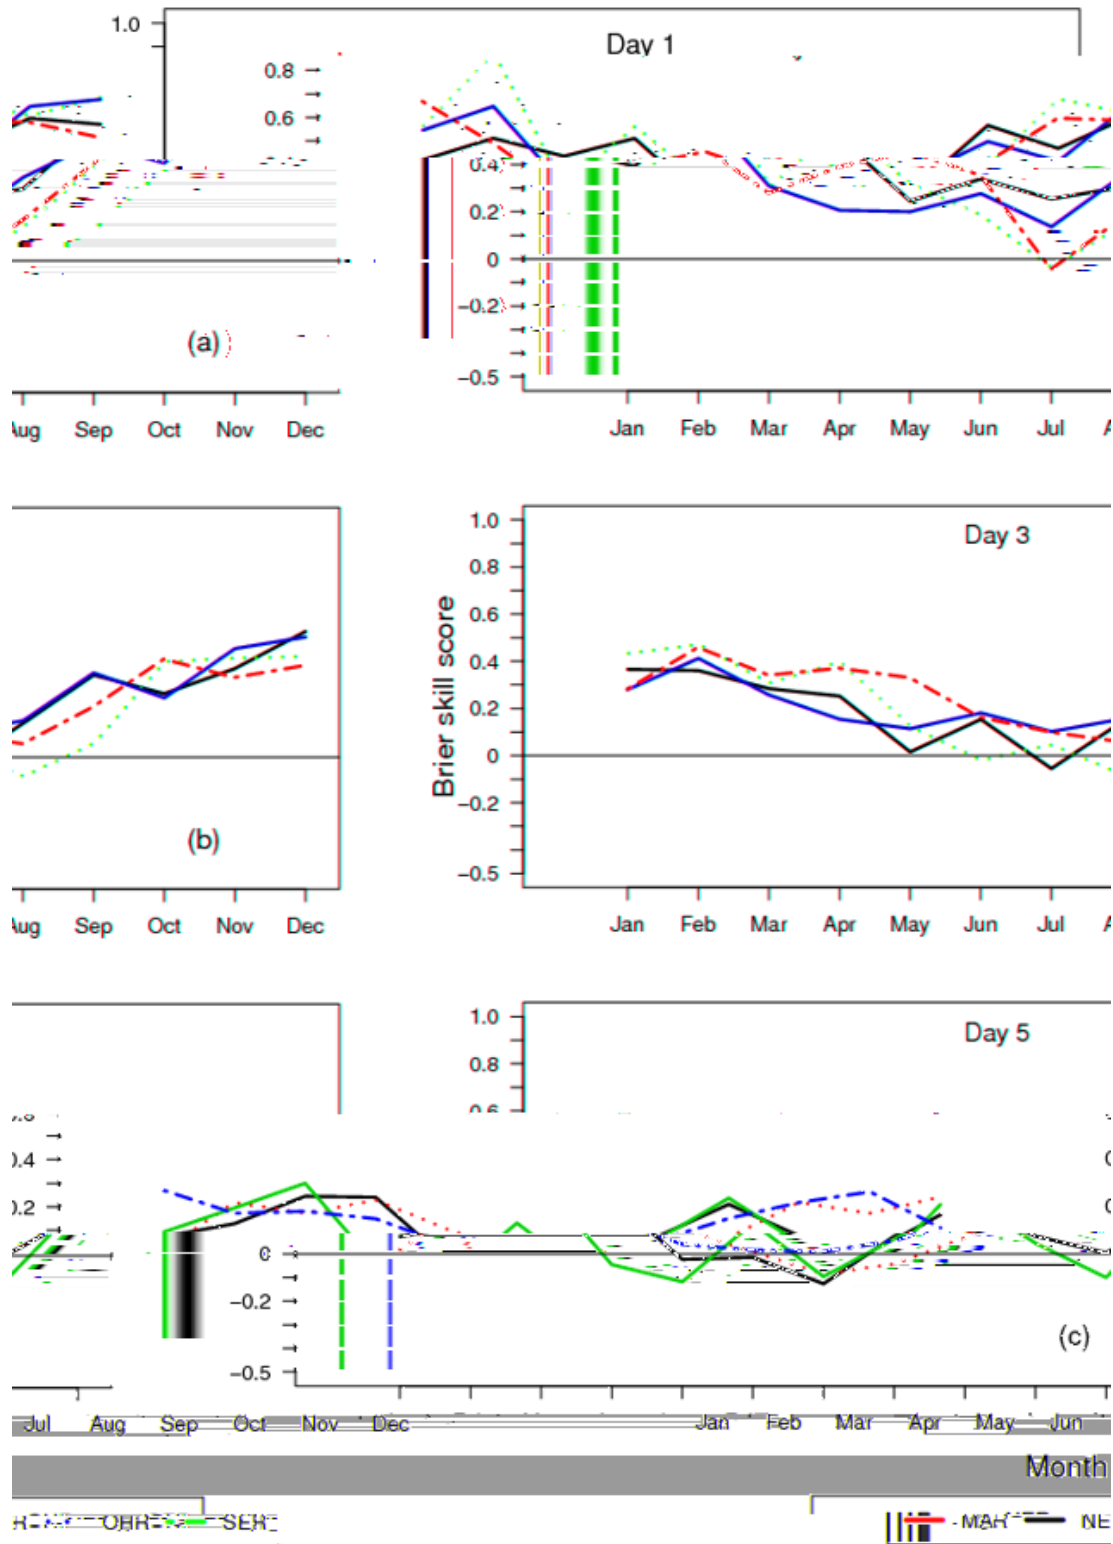 1.0
Day 1
0.8
0.6
0.4
0.2
0
−0.2
−0.5
(a)
Aug Sep Oct Nov Dec
Jan Feb Mar Apr May Jun Jul
1.0
Day 3
0.8
0.6
Brier skill score
0.4
0.2
0
−0.2
(b)
−0.5
Aug Sep Oct Nov Dec
Jan Feb Mar Apr May Jun Jul
1.0
Day 5
0.8
0.6
0.4
0.2
0
−0.2
(c)
−0.5
Jul Aug Sep Oct Nov Dec
Jan Feb Mar Apr May Jun
Month
SER
MAR NE